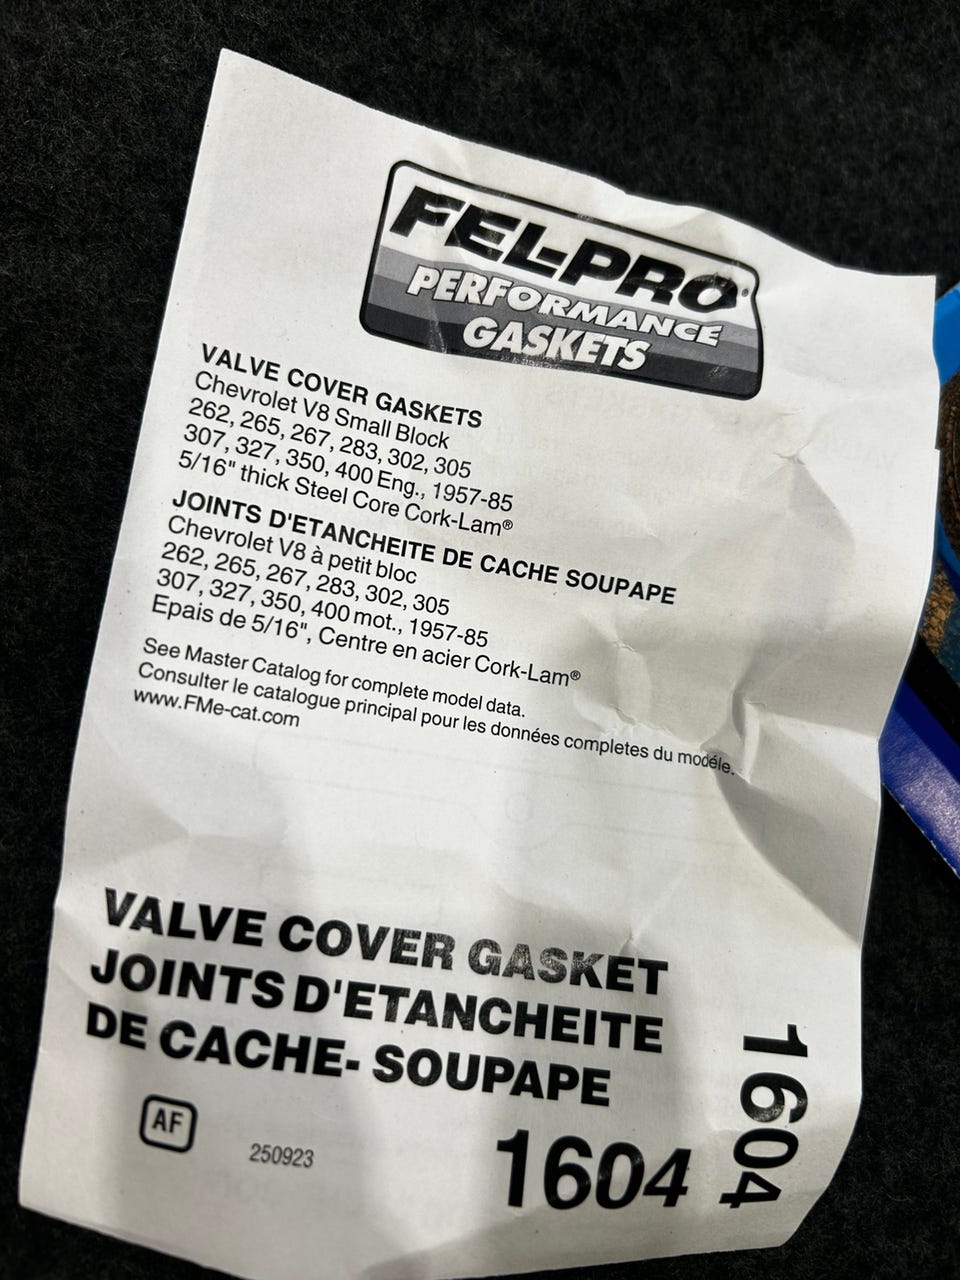 FEL-PRO®
PERFORMANCE
GASKETS
VALVE COVER GASKETS
Chevrolet V8 Small Block
262, 265, 267, 283, 302, 305
307, 327, 350, 400 Eng., 1957-85
5/16" thick Steel Core Cork-Lam®
JOINTS D'ETANCHEITE DE CACHE SOUPAPE
Chevrolet V8 à petit bloc
262, 265, 267, 283, 302, 305
307, 327, 350, 400 mot., 1957-85
Epais de 5/16", Centre en acier Cork-Lam®
See Master Catalog for complete model data.
Consulter le catalogue principal pour les données completes du modéle.
www.FMe-cat.com
VALVE COVER GASKET
JOINTS D'ETANCHEITE
DE CACHE- SOUPAPE
AF
250923
1604
1604